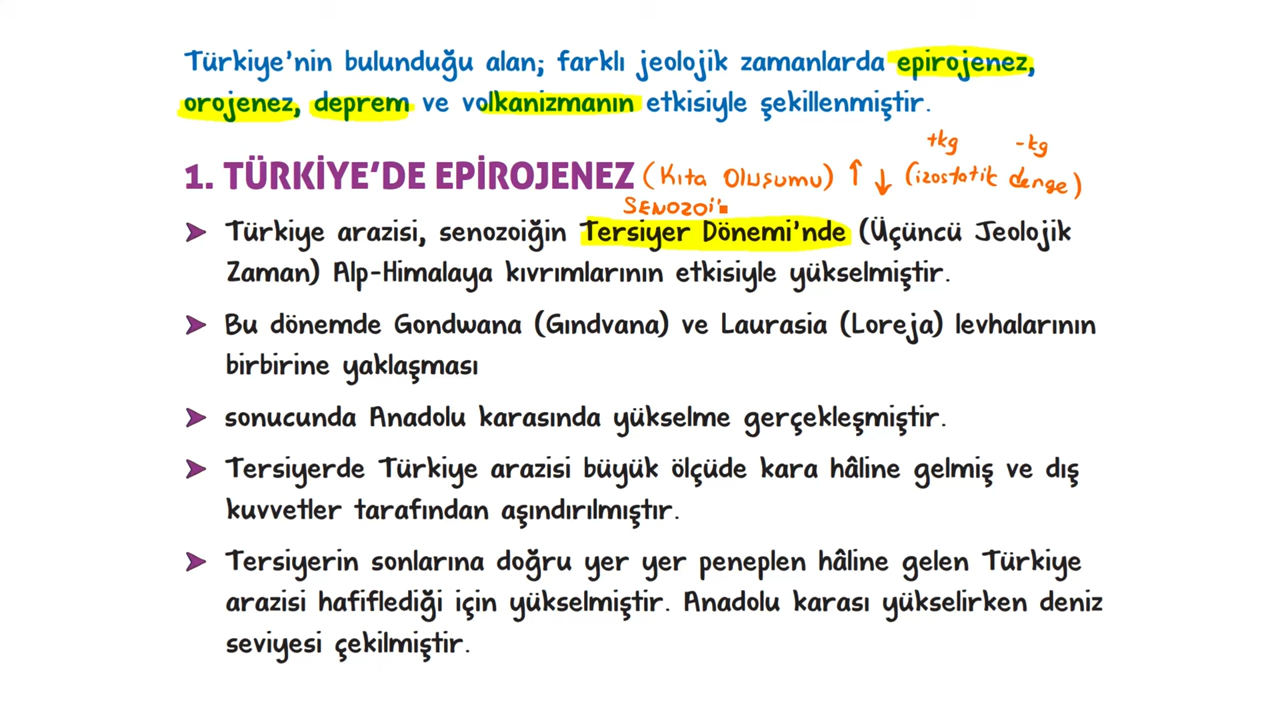 Türkiye'nin bulunduğu alan; farklı jeolojik zamanlarda epirojenez,
orojenez, deprem ve volkanizmanın etkisiyle şekillenmiştir.
+kg -kg
1. TÜRKİYE'DE EPİROJENEZ (Kıta Oluşumu) ↑ ↓ (izostatik denge)
SENOZOİ
➤ Türkiye arazisi, senozoiğin Tersiyer Dönemi'nde (Üçüncü Jeolojik
Zaman) Alp-Himalaya kıvrımlarının etkisiyle yükselmiştir.
➤ Bu dönemde Gondwana (Gındvana) ve Laurasia (Loreja) levhalarının
birbirine yaklaşması
➤ sonucunda Anadolu karasında yükselme gerçekleşmiştir.
➤ Tersiyerde Türkiye arazisi büyük ölçüde kara hâline gelmiş ve dış
kuvvetler tarafından aşındırılmıştır.
➤ Tersiyerin sonlarına doğru yer yer peneplen hâline gelen Türkiye
arazisi hafiflediği için yükselmiştir. Anadolu karası yükselirken deniz
seviyesi çekilmiştir.